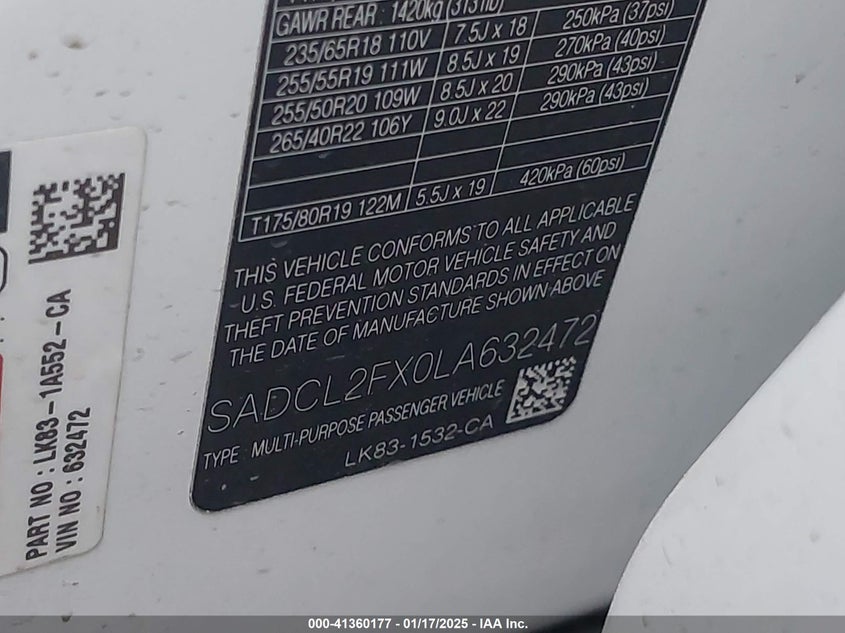 GAWR REAR: 1420kg (3131lb)
235/65R18 110V 7.5J x 18 250kPa (37psi)
255/55R19 111W 8.5J x 19 270kPa (40psi)
255/50R20 109W 8.5J x 20 290kPa (43psi)
265/40R22 106Y 9.0J x 22 290kPa (43psi)
T175/80R19 122M 5.5J x 19 420kPa (60psi)
THIS VEHICLE CONFORMS TO ALL APPLICABLE
U.S. FEDERAL MOTOR VEHICLE SAFETY AND
THEFT PREVENTION STANDARDS IN EFFECT ON
THE DATE OF MANUFACTURE SHOWN ABOVE
SADCL2FX0LA632472
TYPE: MULTI-PURPOSE PASSENGER VEHICLE
LK83-1532-CA
PART NO : LK83-1A552-CA
VIN NO : 632472
000-41360177 - 01/17/2025 - IAA Inc.